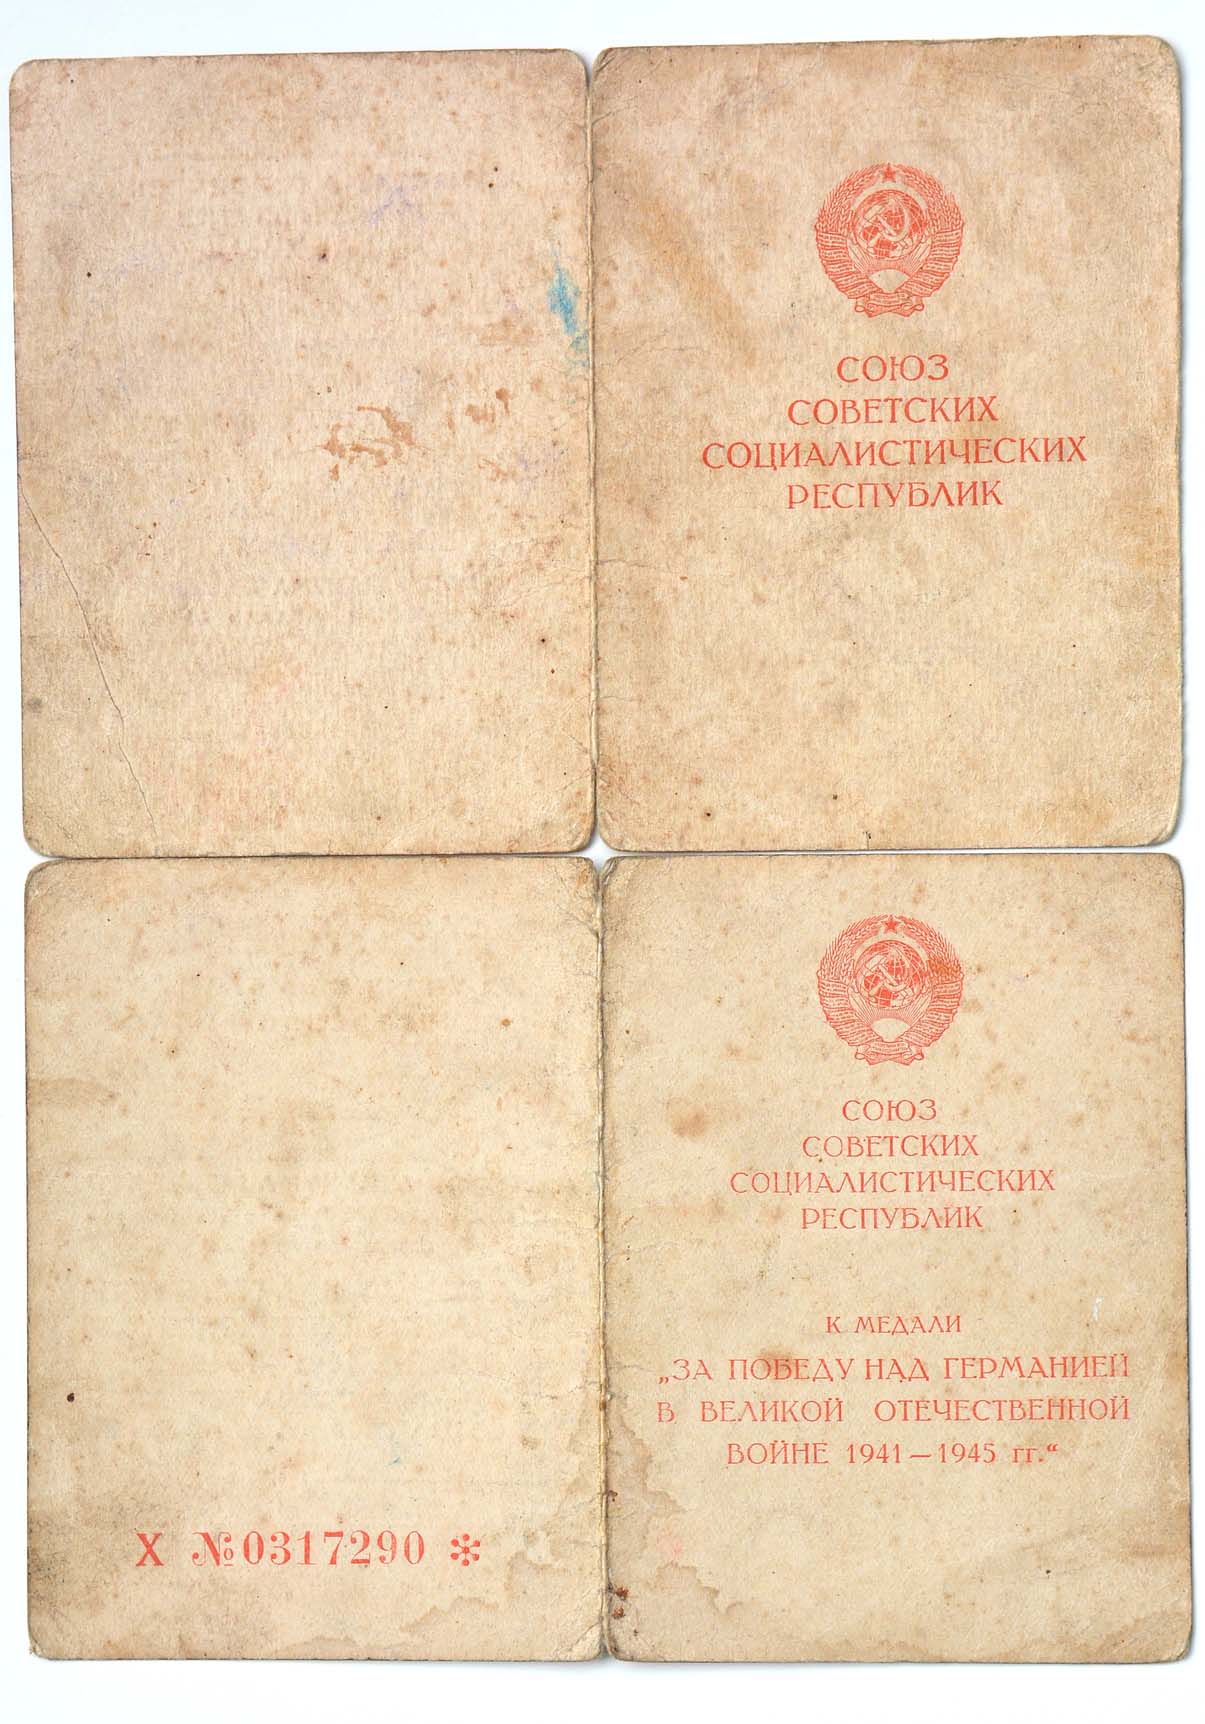 СОЮЗ
СОВЕТСКИХ
СОЦИАЛИСТИЧЕСКИХ
РЕСПУБЛИК
СОЮЗ
СОВЕТСКИХ
СОЦИАЛИСТИЧЕСКИХ
РЕСПУБЛИК
К МЕДАЛИ
„ЗА ПОБЕДУ НАД ГЕРМАНИЕЙ
В ВЕЛИКОЙ ОТЕЧЕСТВЕННОЙ
ВОЙНЕ 1941—1945 гг.“
Х №0317290 *